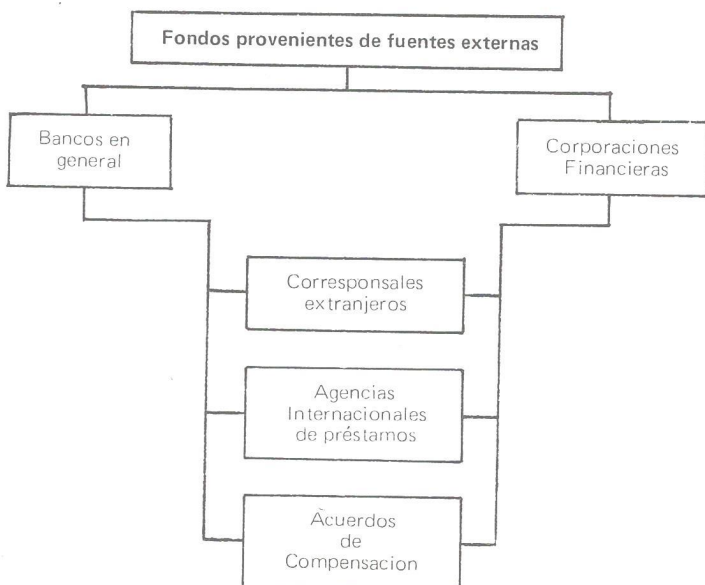 Fondos provenientes de fuentes externas
Bancos en
general
Corporaciones
Financieras
Corresponsales
extranjeros
Agencias
Internacionales
de préstamos
Acuerdos
de
Compensacion